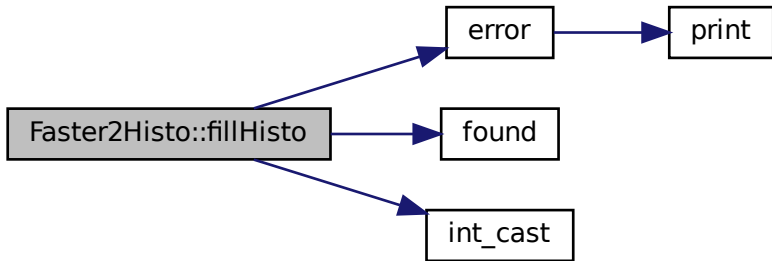 error
print
Faster2Histo::fillHisto
found
int_cast